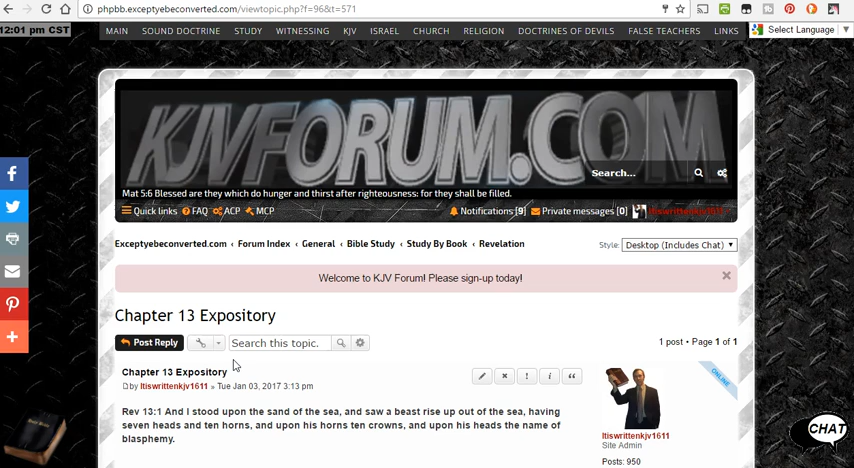 phpbb.exceptyebeconverted.com/viewtopic.php?f=96&t=571
12:01 pm CST
MAIN SOUND DOCTRINE STUDY WITNESSING KJV ISRAEL CHURCH RELIGION DOCTRINES OF DEVILS FALSE TEACHERS LINKS
Select Language
KJVFORUM.COM
Search...
Mat 5:6 Blessed are they which do hunger and thirst after righteousness: for they shall be filled.
Quick links FAQ ACP MCP Notifications [9] Private messages [0] Itiswrittenkjv1611
Exceptyebeconverted.com ‹ Forum Index ‹ General ‹ Bible Study ‹ Study By Book ‹ Revelation
Style: Desktop (Includes Chat)
Welcome to KJV Forum! Please sign-up today!
Chapter 13 Expository
Post Reply Search this topic. 1 post • Page 1 of 1
Chapter 13 Expository
by Itiswrittenkjv1611 » Tue Jan 03, 2017 3:13 pm
ONLINE
Rev 13:1 And I stood upon the sand of the sea, and saw a beast rise up out of the sea, having
seven heads and ten horns, and upon his horns ten crowns, and upon his heads the name of
blasphemy.
Itiswrittenkjv1611
Site Admin
Posts: 950
CHAT